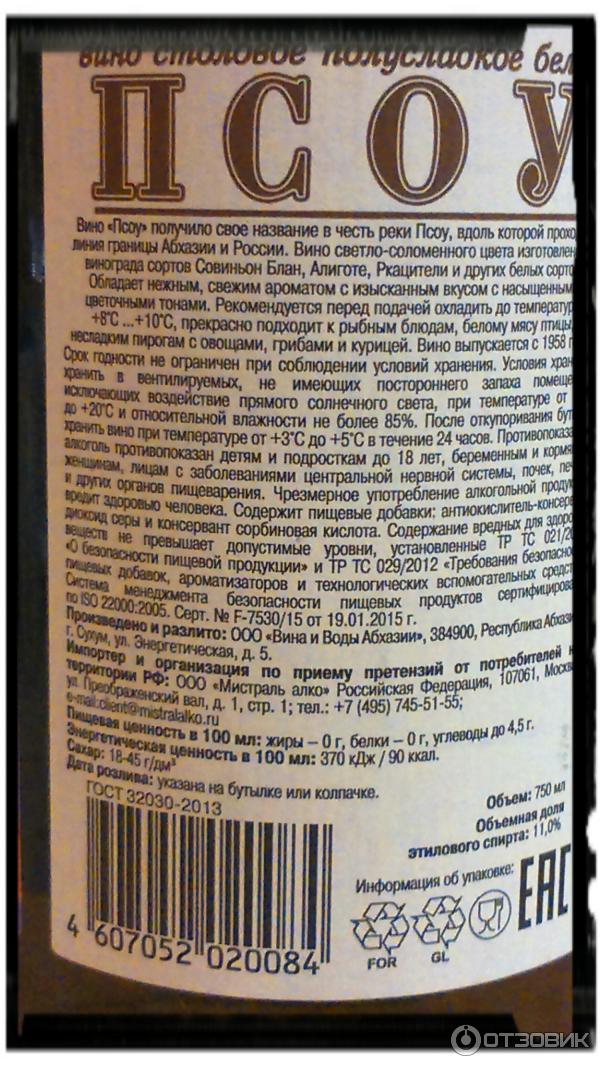 вино столовое полусладкое бел
ПСОУ
Вино «Псоу» получило свое название в честь реки Псоу, вдоль которой прохо
линия границы Абхазии и России. Вино светло-соломенного цвета изготовлен
винограда сортов Совиньон Блан, Алиготе, Ркацители и других белых сорто
Обладает нежным, свежим ароматом с изысканным вкусом с насыщенным
цветочными тонами. Рекомендуется перед подачей охладить до температур
+8°С ...+10°С, прекрасно подходит к рыбным блюдам, белому мясу птицы,
несладким пирогам с овощами, грибами и курицей. Вино выпускается с 1958 г
Срок годности не ограничен при соблюдении условий хранения. Условия хран
хранить в вентилируемых, не имеющих постороннего запаха помеще
исключающих воздействие прямого солнечного света, при температуре от
до +20°С и относительной влажности не более 85%. После откупоривания бут
хранить вино при температуре от +3°С до +5°С в течение 24 часов. Противопоказа
алкоголь противопоказан детям и подросткам до 18 лет, беременным и кормя
женщинам, лицам с заболеваниями центральной нервной системы, почек, пе
и других органов пищеварения. Чрезмерное употребление алкогольной продук
вредит здоровью человека. Содержит пищевые добавки: антиокислитель-консерв
диоксид серы и консервант сорбиновая кислота. Содержание вредных для здоро
веществ не превышает допустимые уровни, установленные ТР ТС 021/20
«О безопасности пищевой продукции» и ТР ТС 029/2012 «Требования безопаснос
пищевых добавок, ароматизаторов и технологических вспомогательных средст
Система менеджмента безопасности пищевых продуктов сертифицирова
по ISO 22000:2005. Серт. № F-7530/15 от 19.01.2015 г.
Произведено и разлито: ООО «Вина и Воды Абхазии», 384900, Республика Абхази
г. Сухум, ул. Энергетическая, д. 5.
Импортер и организация по приему претензий от потребителей н
территории РФ: ООО «Мистраль алко» Российская Федерация, 107061, Москв
ул. Преображенский вал, д. 1, стр. 1; тел.: +7 (495) 745-51-55;
e-mail:client@mistralalko.ru
Пищевая ценность в 100 мл: жиры – 0 г, белки – 0 г, углеводы до 4,5 г.
Энергетическая ценность в 100 мл: 370 кДж / 90 ккал.
Сахар: 18-45 г/дм³
Дата розлива: указана на бутылке или колпачке.
ГОСТ 32030-2013
Объем: 750 мл
Объемная доля
этилового спирта: 11,0%
Информация об упаковке:
FOR GL
EAC
4 607052 020084
ОТЗОВИК